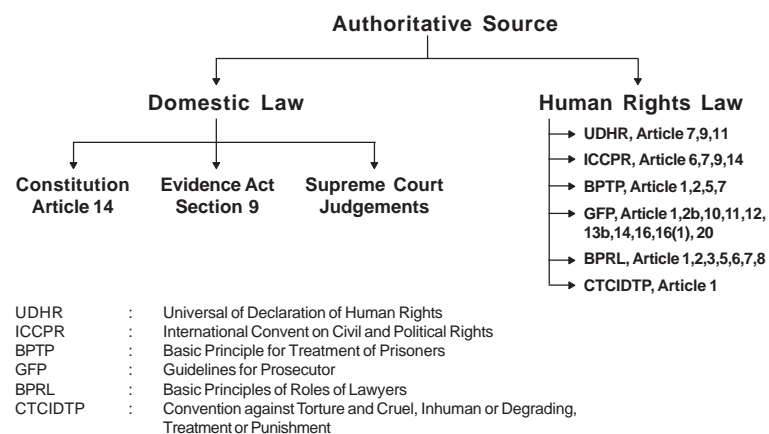 Authoritative Source
Domestic Law
Human Rights Law
Constitution
Article 14
Evidence Act
Section 9
Supreme Court
Judgements
UDHR, Article 7,9,11
ICCPR, Article 6,7,9,14
BPTP, Article 1,2,5,7
GFP, Article 1,2b,10,11,12,
13b,14,16,16(1), 20
BPRL, Article 1,2,3,5,6,7,8
CTCIDTP, Article 1
UDHR : Universal of Declaration of Human Rights
ICCPR : International Convent on Civil and Political Rights
BPTP : Basic Principle for Treatment of Prisoners
GFP : Guidelines for Prosecutor
BPRL : Basic Principles of Roles of Lawyers
CTCIDTP : Convention against Torture and Cruel, Inhuman or Degrading,
Treatment or Punishment